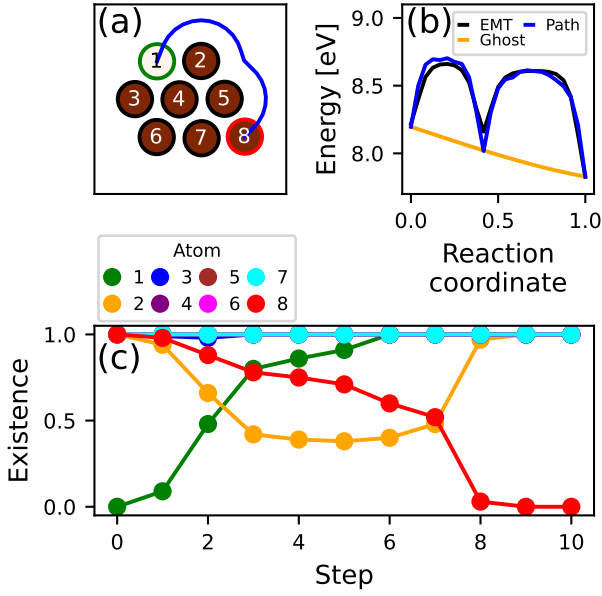 (a)
1 2
3 4 5
6 7 8
(b)
Energy [eV]
9.0
8.5
8.0
EMT Path
Ghost
0.0 0.5 1.0
Reaction
coordinate
Atom
1 3 5 7
2 4 6 8
(c)
Existence
1.0
0.5
0.0
0 2 4 6 8 10
Step